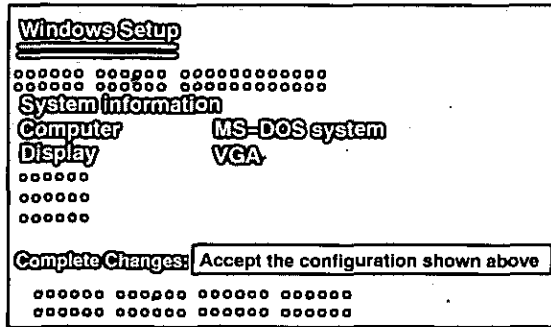 Windows Setup
System information
Computer MS-DOS system
Display VGA
Complete Changes: Accept the configuration shown above